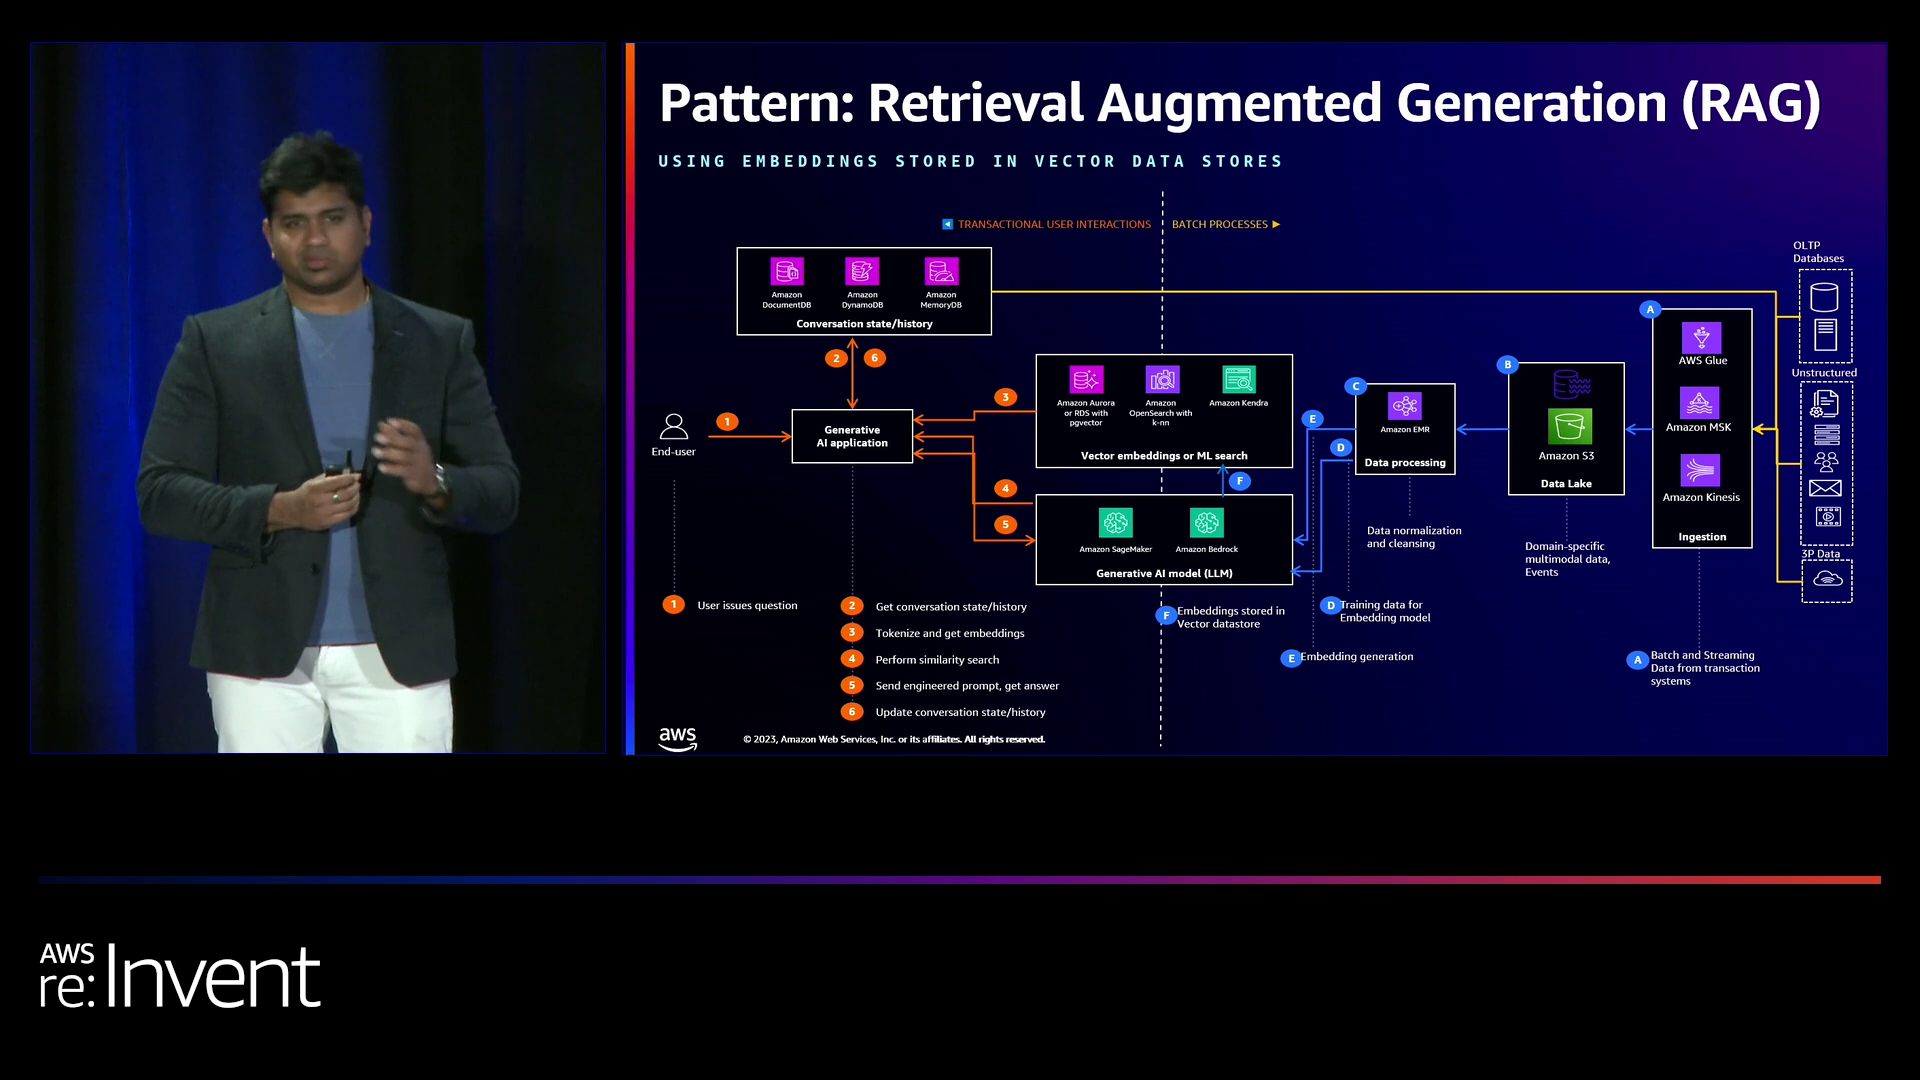 Pattern: Retrieval Augmented Generation (RAG)
USING EMBEDDINGS STORED IN VECTOR DATA STORES
TRANSACTIONAL USER INTERACTIONS
BATCH PROCESSES
OLTP
Databases
Amazon
DocumentDB
Amazon
DynamoDB
Amazon
MemoryDB
Conversation state/history
2
6
A
AWS Glue
Amazon MSK
Amazon Kinesis
Ingestion
Unstructured
3P Data
B
Amazon S3
Data Lake
C
Amazon EMR
Data processing
3
Amazon Aurora
or RDS with
pgvector
Amazon
OpenSearch with
k-nn
Amazon Kendra
Vector embeddings or ML search
E
D
F
End-user
1
Generative
AI application
4
5
Amazon SageMaker
Amazon Bedrock
Generative AI model (LLM)
Data normalization
and cleansing
Domain-specific
multimodal data,
Events
1 User issues question
2 Get conversation state/history
3 Tokenize and get embeddings
4 Perform similarity search
5 Send engineered prompt, get answer
6 Update conversation state/history
F Embeddings stored in
Vector datastore
D Training data for
Embedding model
E Embedding generation
A Batch and Streaming
Data from transaction
systems
aws
© 2023, Amazon Web Services, Inc. or its affiliates. All rights reserved.
AWS
re:Invent